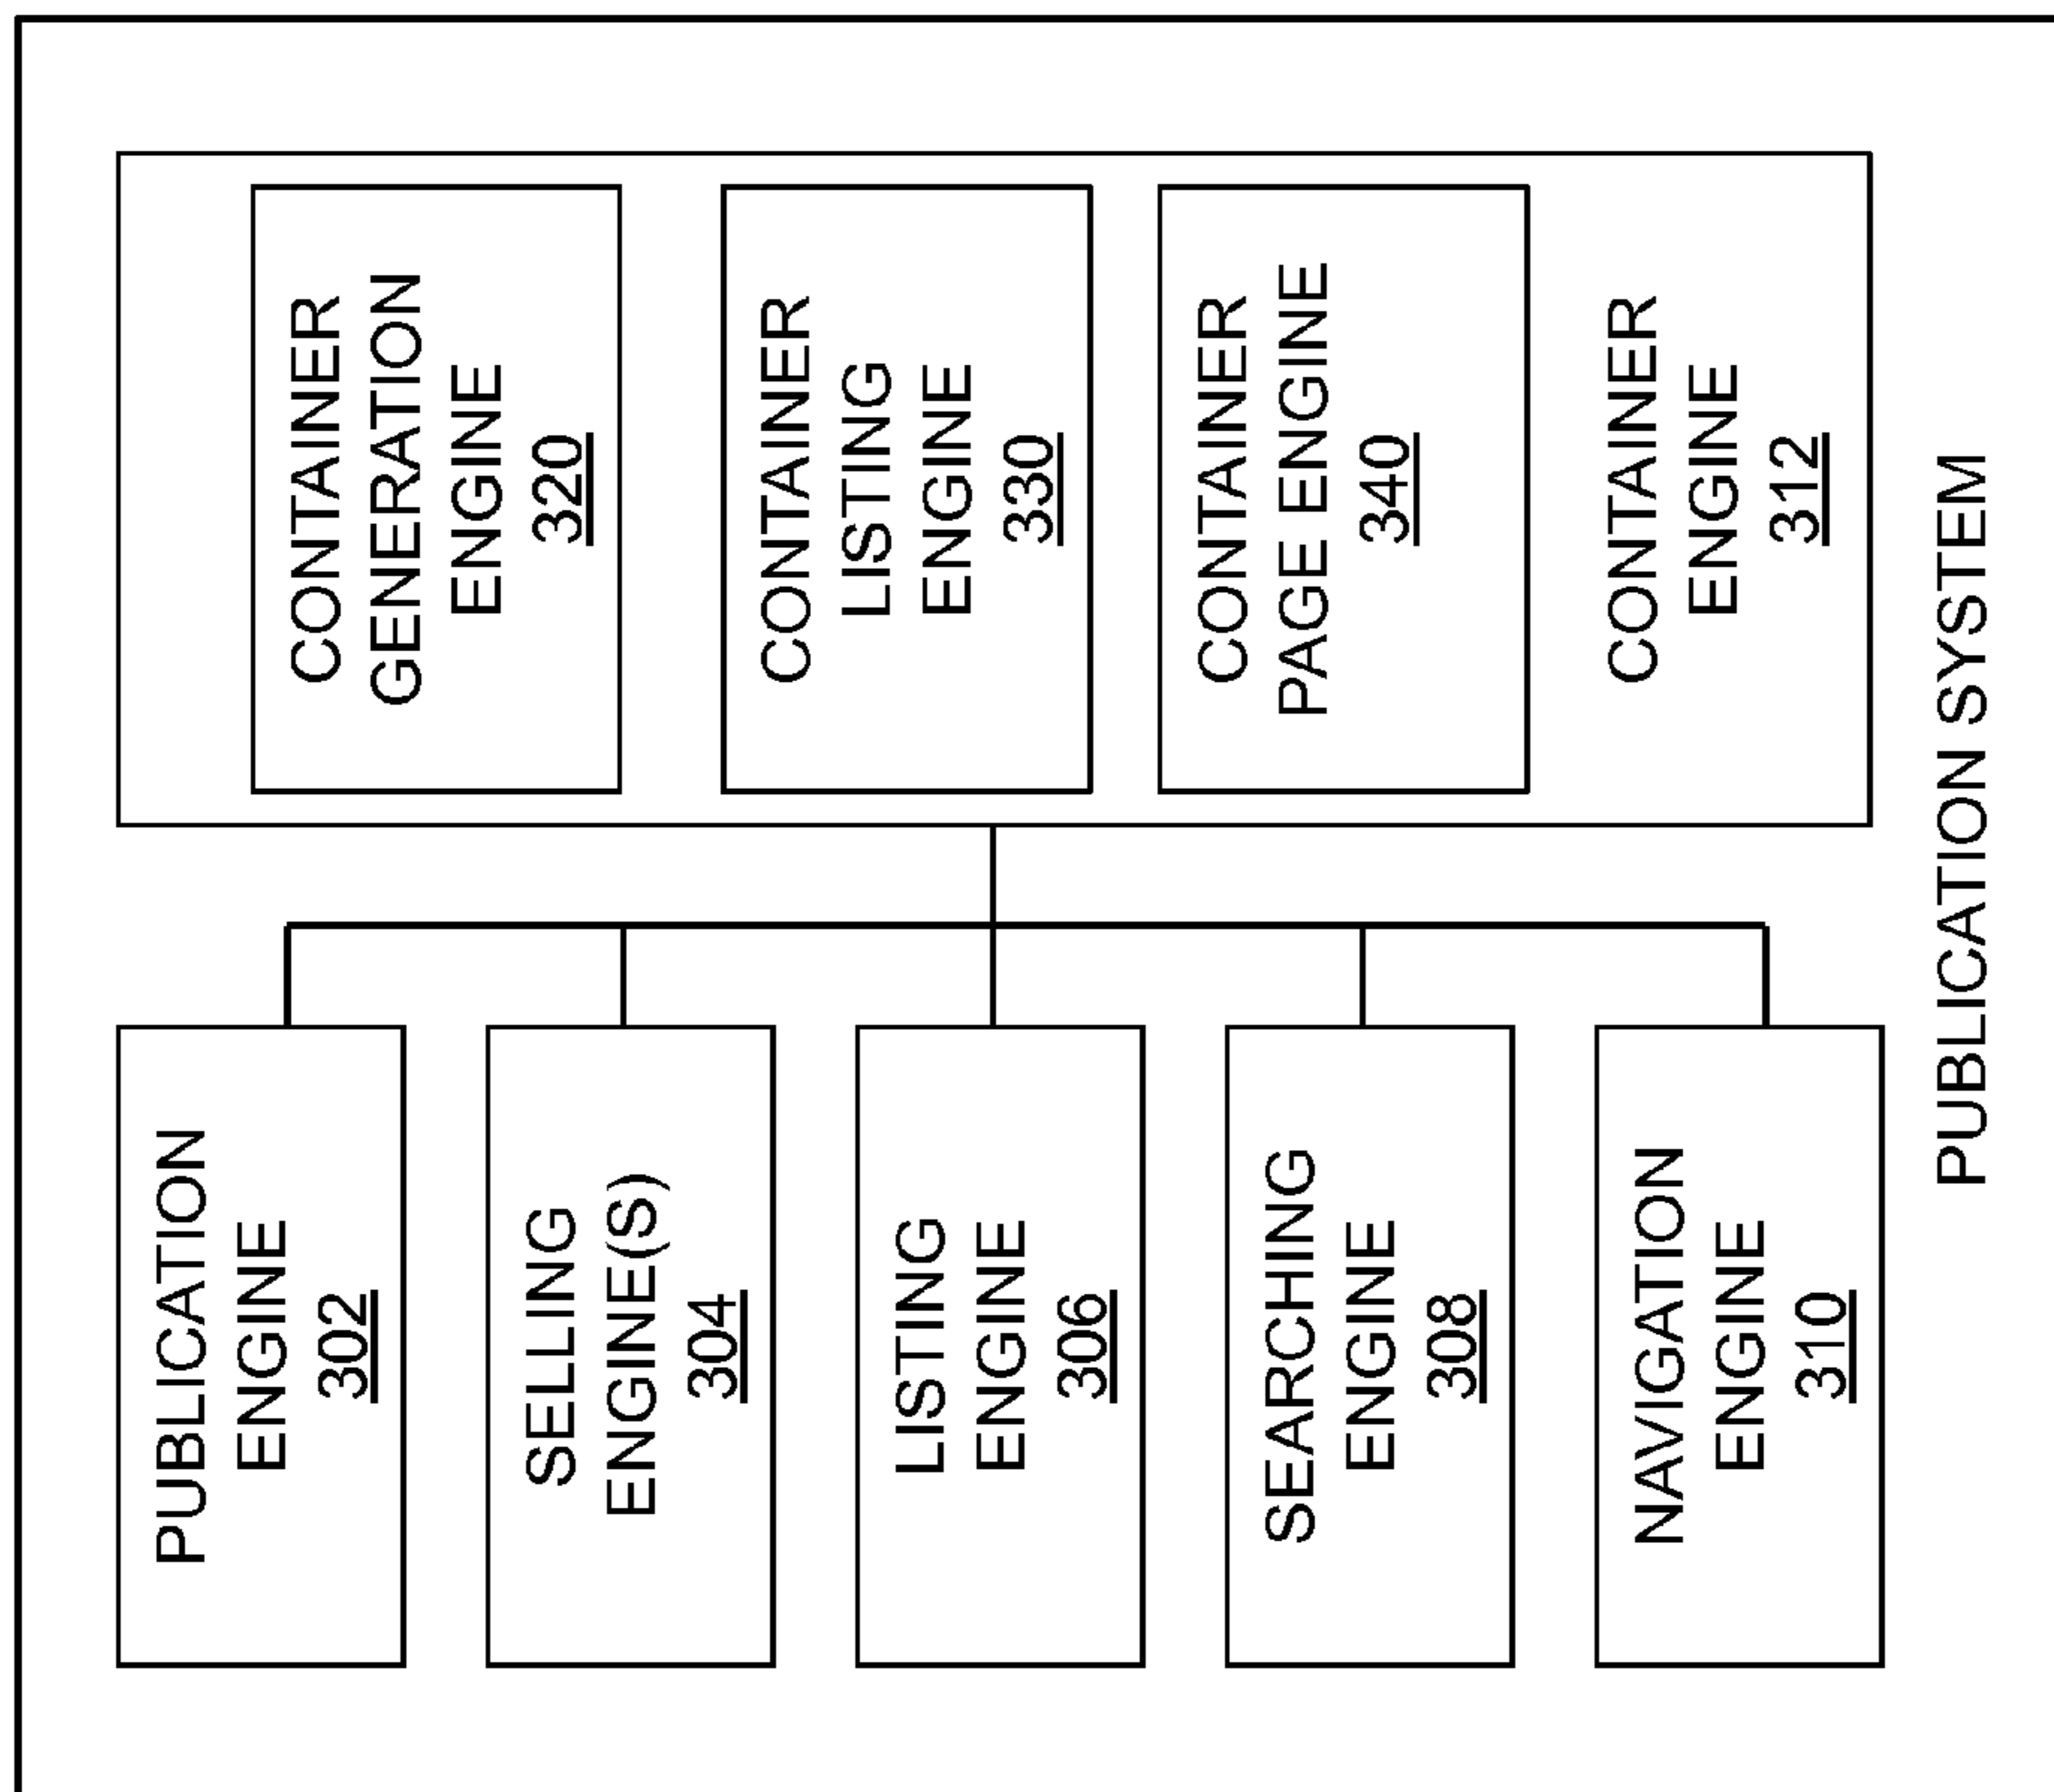 PUBLICATION
ENGINE
302
SELLING
ENGINE(S)
304
LISTING
ENGINE
306
SEARCHING
ENGINE
308
NAVIGATION
ENGINE
310
CONTAINER
GENERATION
ENGINE
320
CONTAINER
LISTING
ENGINE
330
CONTAINER
PAGE ENGINE
340
CONTAINER
ENGINE
312
PUBLICATION SYSTEM